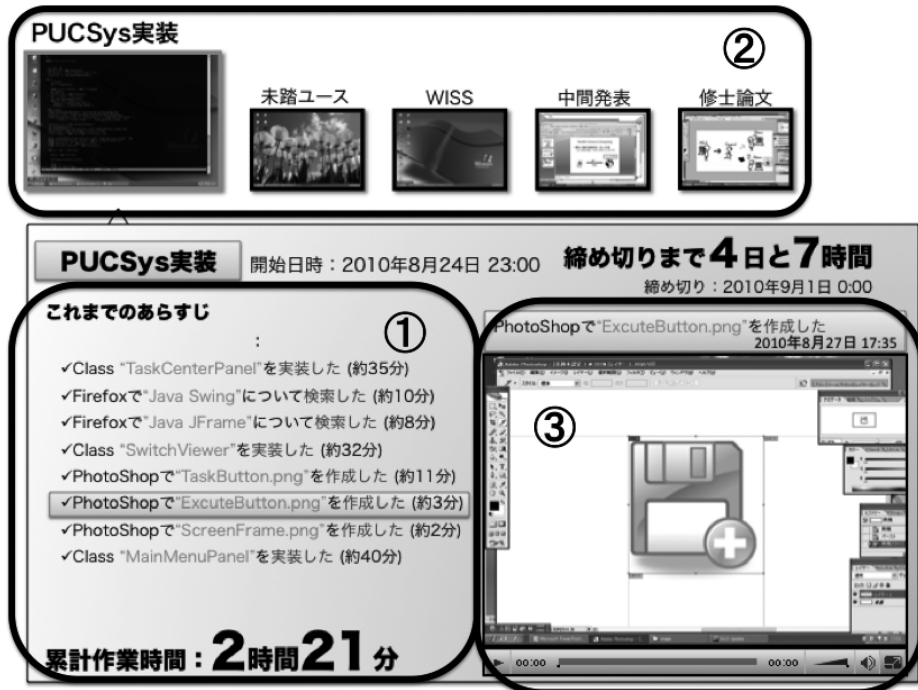 PUCSys実装
②
未踏ユース
WISS
中間発表
修士論文
PUCSys実装
開始日時：2010年8月24日 23:00
締め切りまで4日と7時間
締め切り：2010年9月1日 0:00
これまでのあらすじ
①
：
✓Class “TaskCenterPanel”を実装した (約35分)
✓Firefoxで“Java Swing”について検索した (約10分)
✓Firefoxで“Java JFrame”について検索した (約8分)
✓Class “SwitchViewer”を実装した (約32分)
✓PhotoShopで“TaskButton.png”を作成した (約11分)
✓PhotoShopで“ExcuteButton.png”を作成した (約3分)
✓PhotoShopで“ScreenFrame.png”を作成した (約2分)
✓Class “MainMenuPanel”を実装した (約40分)
累計作業時間：2時間21分
PhotoShopで“ExcuteButton.png”を作成した
2010年8月27日 17:35
③
00:00
00:00